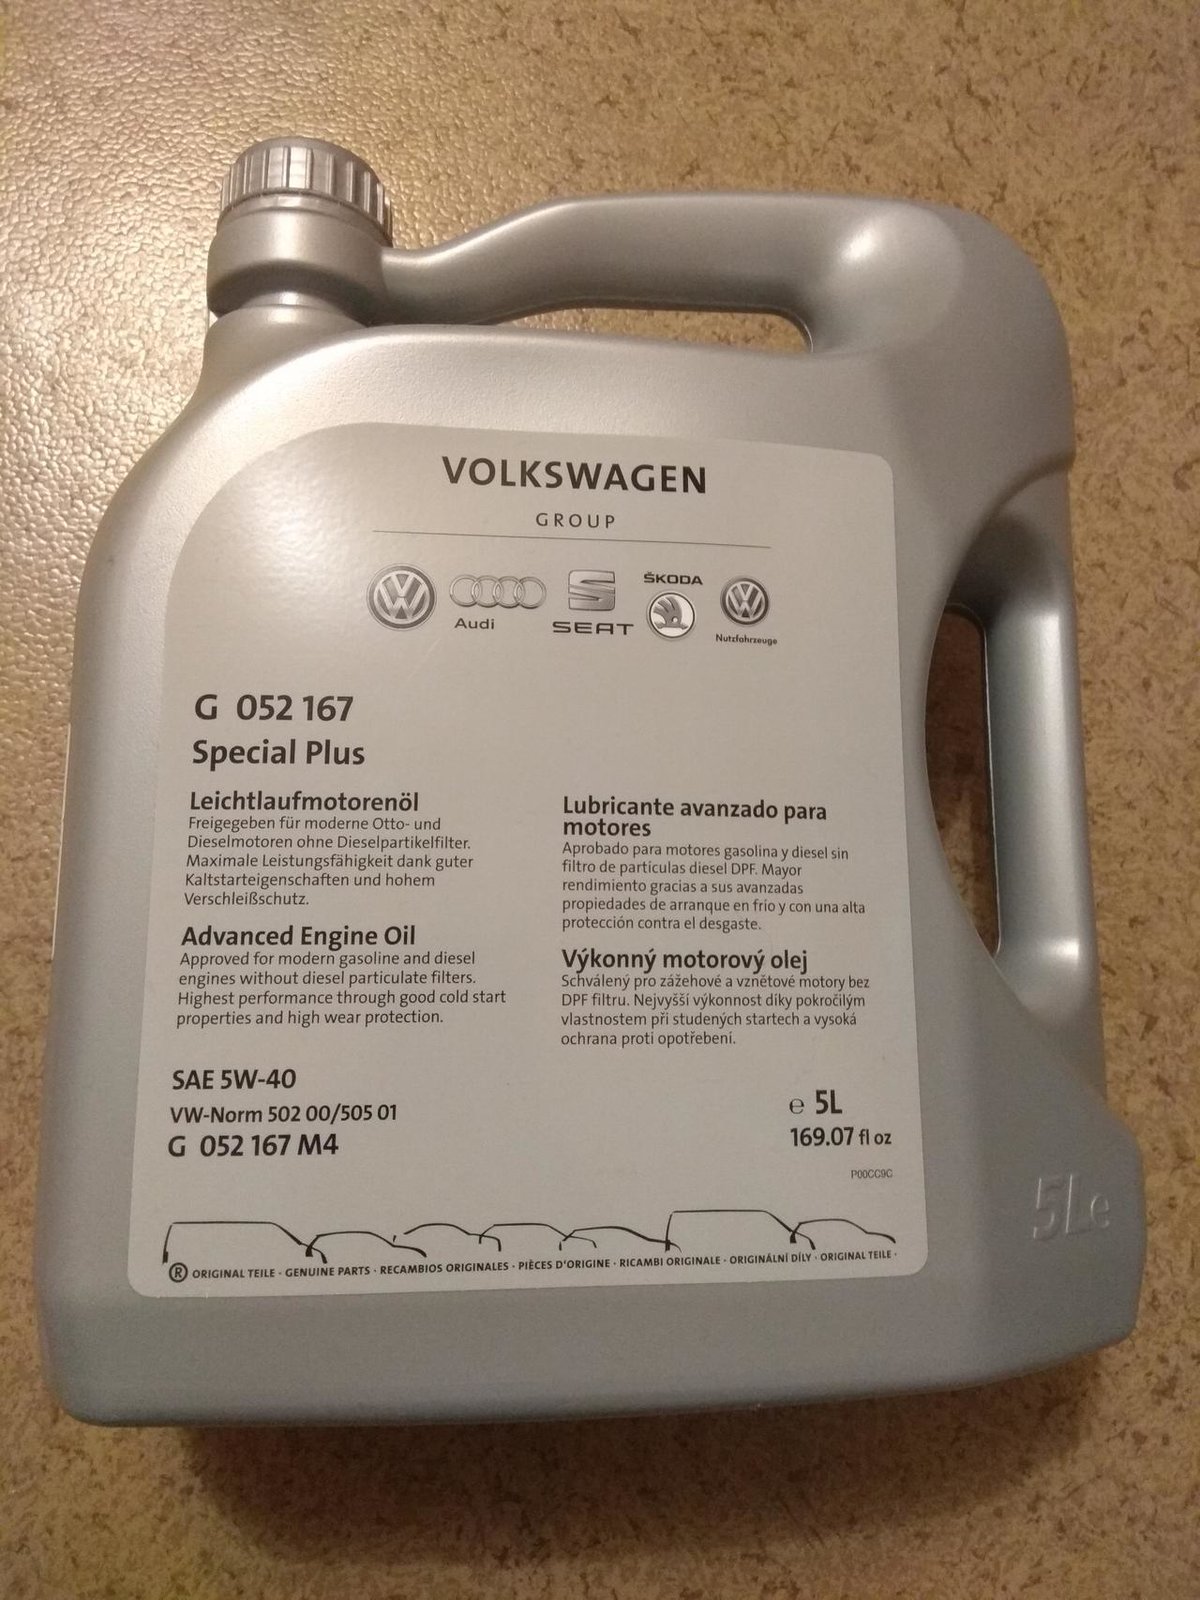 VOLKSWAGEN
GROUP
Audi
SEAT
ŠKODA
Nutzfahrzeuge
G 052 167
Special Plus
Leichtlaufmotorenöl
Freigegeben für moderne Otto- und
Dieselmotoren ohne Dieselpartikelfilter.
Maximale Leistungsfähigkeit dank guter
Kaltstarteigenschaften und hohem
Verschleißschutz.
Advanced Engine Oil
Approved for modern gasoline and diesel
engines without diesel particulate filters.
Highest performance through good cold start
properties and high wear protection.
Lubricante avanzado para
motores
Aprobado para motores gasolina y diesel sin
filtro de particulas diesel DPF. Mayor
rendimiento gracias a sus avanzadas
propiedades de arranque en frío y con una alta
protección contra el desgaste.
Výkonný motorový olej
Schválený pro zážehové a vznětové motory bez
DPF filtru. Nejvyšší výkonnost díky pokročilým
vlastnostem při studených startech a vysoká
ochrana proti opotřebení.
SAE 5W-40
VW-Norm 502 00/505 01
G 052 167 M4
℮ 5L
169.07 fl oz
P00CC9C
5L℮
® ORIGINAL TEILE · GENUINE PARTS · RECAMBIOS ORIGINALES · PIÈCES D'ORIGINE · RICAMBI ORIGINALE · ORIGINÁLNÍ DÍLY · ORIGINAL TEILE ·